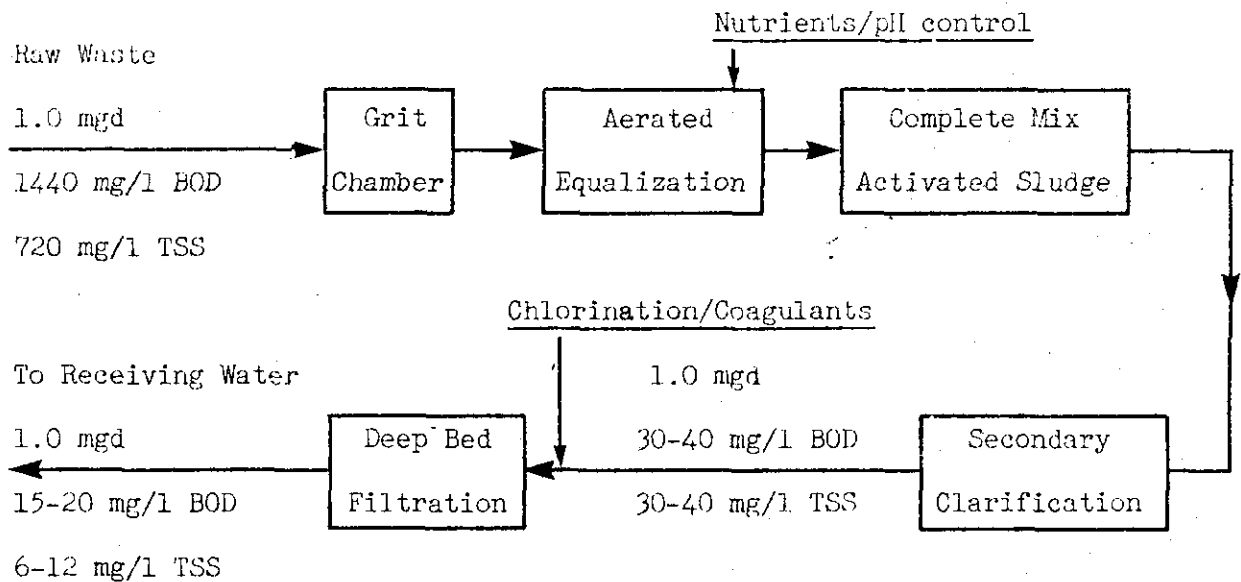 Nutrients/pH control
Raw Waste
1.0 mgd
1440 mg/l BOD
720 mg/l TSS
Grit
Chamber
Aerated
Equalization
Complete Mix
Activated Sludge
Chlorination/Coagulants
To Receiving Water
1.0 mgd
15-20 mg/l BOD
6-12 mg/l TSS
Deep Bed
Filtration
1.0 mgd
30-40 mg/l BOD
30-40 mg/l TSS
Secondary
Clarification